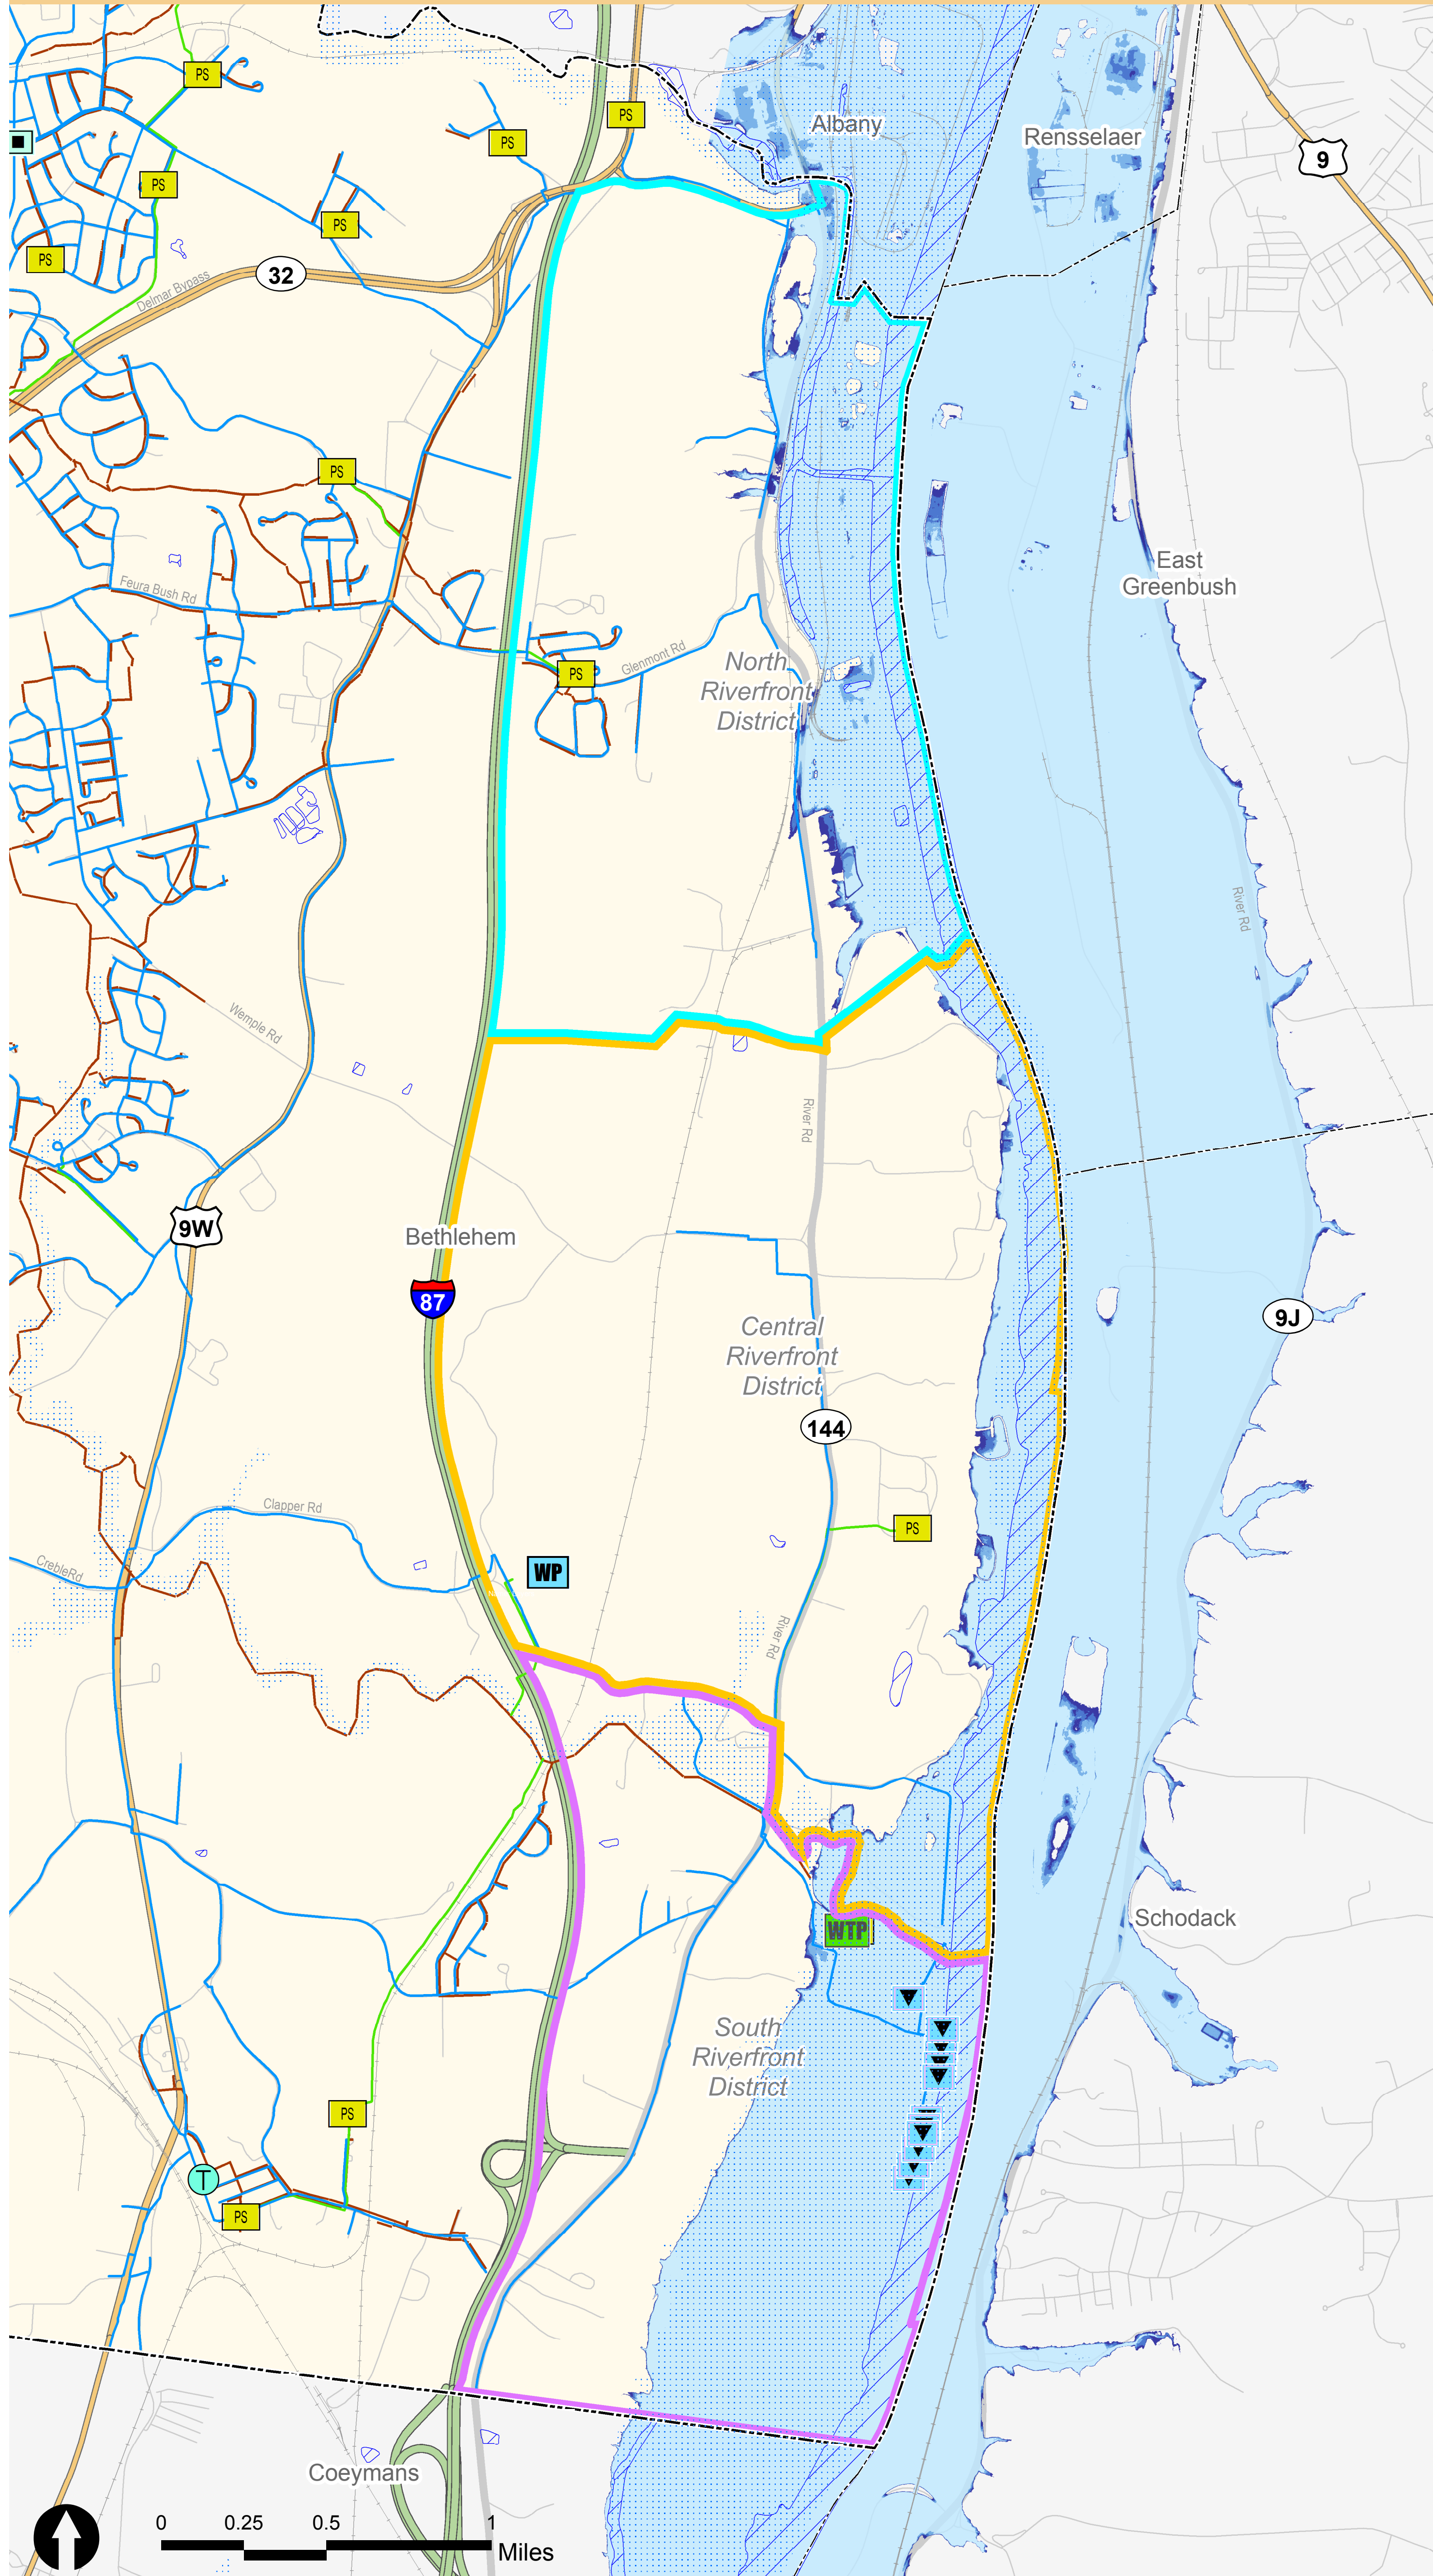 PS
PS
PS
Albany
Rensselaer
9
PS
PS
PS
32
Delmar Bypass
PS
East
Greenbush
Feura Bush Rd
Glenmont Rd
PS
North
Riverfront
District
River Rd
Wemple Rd
River Rd
9W
Bethlehem
87
Central
Riverfront
District
9J
144
Clapper Rd
PS
CrebleRd
WP
River Rd
Schodack
WTP
South
Riverfront
District
PS
T
PS
Coeymans
0
0.25
0.5
1
Miles